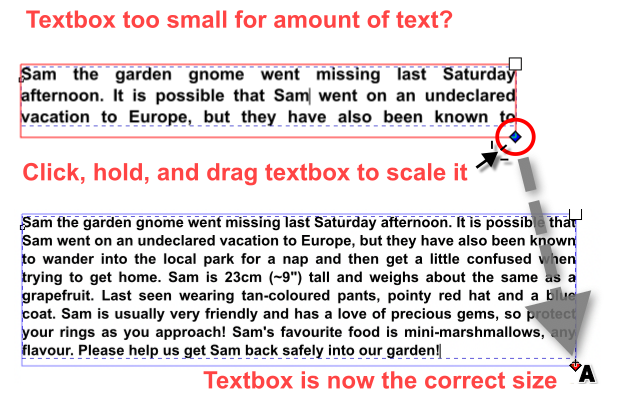 Textbox too small for amount of text?
Sam the garden gnome went missing last Saturday
afternoon. It is possible that Sam went on an undeclared
vacation to Europe, but they have also been known to
Click, hold, and drag textbox to scale it
Sam the garden gnome went missing last Saturday afternoon. It is possible that
Sam went on an undeclared vacation to Europe, but they have also been known
to wander into the local park for a nap and then get a little confused when
trying to get home. Sam is 23cm (~9") tall and weighs about the same as a
grapefruit. Last seen wearing tan-coloured pants, pointy red hat and a blue
coat. Sam is usually very friendly and has a love of precious gems, so protect
your rings as you approach! Sam's favourite food is mini-marshmallows, any
flavour. Please help us get Sam back safely into our garden!
A
Textbox is now the correct size